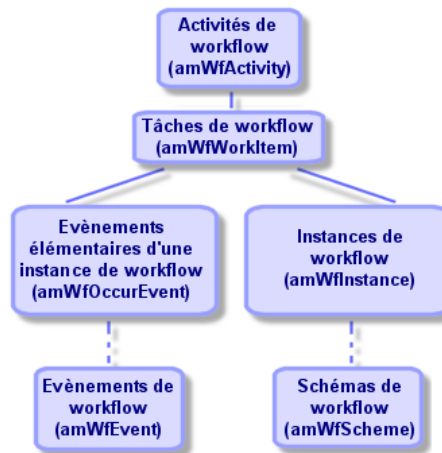 Activités de
workflow
(amWfActivity)
Tâches de workflow
(amWfWorkItem)
Evènements
élémentaires d'une
instance de workflow
(amWfOccurEvent)
Instances de
workflow
(amWfInstance)
Evènements de
workflow
(amWfEvent)
Schémas de
workflow
(amWfScheme)